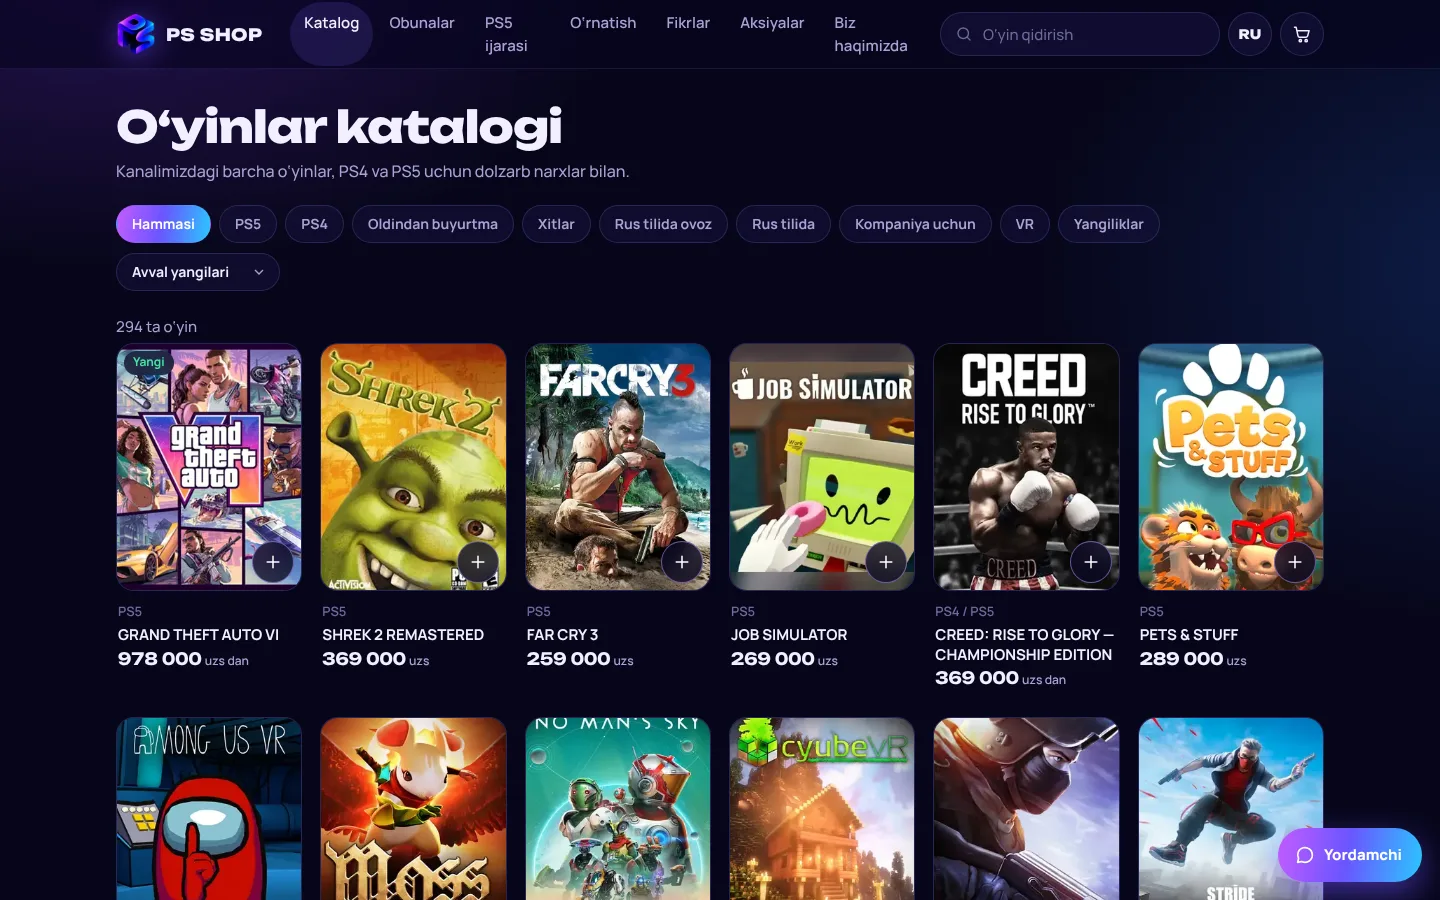 PS SHOP
Katalog
Obunalar
PS5 ijarasi
O‘rnatish
Fikrlar
Aksiyalar
Biz haqimizda
O‘yin qidirish
RU
O‘yinlar katalogi
Kanalimizdagi barcha o‘yinlar, PS4 va PS5 uchun dolzarb narxlar bilan.
Hammasi
PS5
PS4
Oldindan buyurtma
Xitlar
Rus tilida ovoz
Rus tilida
Kompaniya uchun
VR
Yangiliklar
Avval yangilari
294 ta o‘yin
Yangi
grand theft auto
VI
SHREK 2
ACTIVISION
FARCRY3
JOB SIMULATOR
CREED
RISE TO GLORY™
CREED
Pets & STUFF
PS5
GRAND THEFT AUTO VI
978 000 uzs dan
PS5
SHREK 2 REMASTERED
369 000 uzs
PS5
FAR CRY 3
259 000 uzs
PS5
JOB SIMULATOR
269 000 uzs
PS4 / PS5
CREED: RISE TO GLORY –
CHAMPIONSHIP EDITION
369 000 uzs dan
PS5
PETS & STUFF
289 000 uzs
AMONG US VR
Moss
NO MAN'S SKY
cyubeVR
STRIDE
Yordamchi